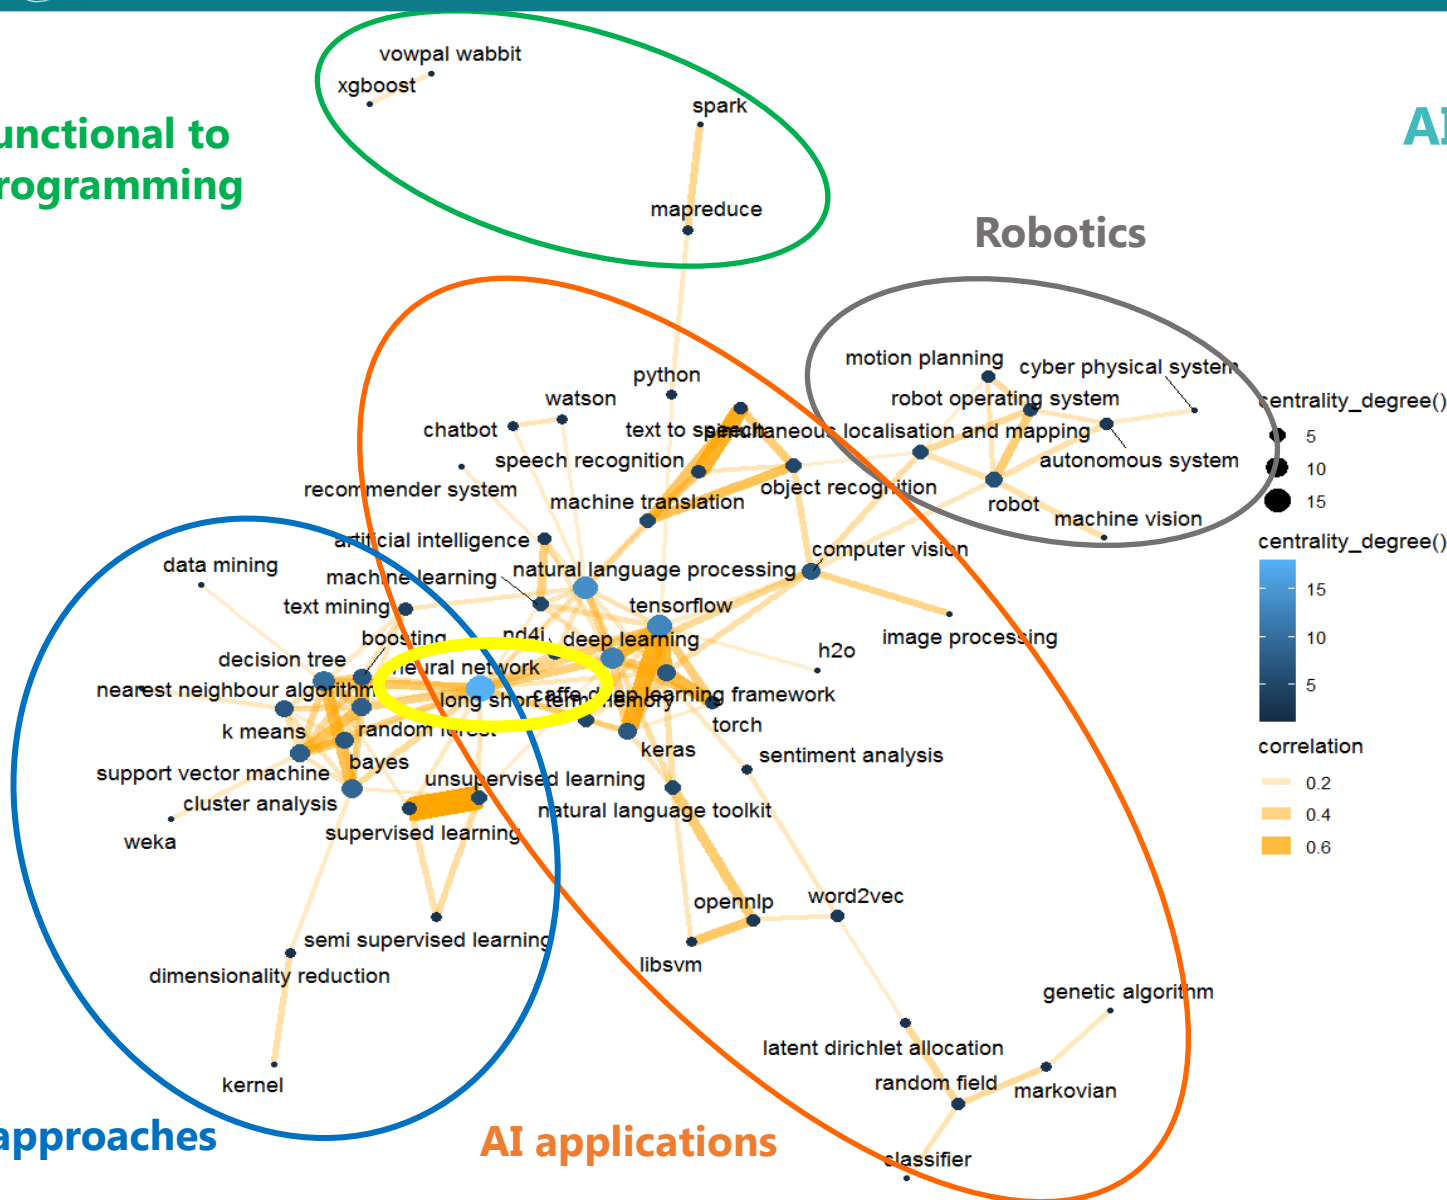 vowpal wabbit
xgboost
spark
unctional to
rogramming
AI
mapreduce
Robotics
motion planning
cyber physical system
python
watson
robot operating system
centrality_degree()
chatbot
text to speech
simultaneous localisation and mapping
5
speech recognition
autonomous system
10
recommender system
object recognition
machine translation
robot
15
machine vision
artificial intelligence
centrality_degree()
computer vision
data mining
machine learning
natural language processing
15
text mining
tensorflow
nd4j
boosting
deep learning
image processing
10
h2o
decision tree
neural network
nearest neighbour algorithm
long short term memory
caffe deep learning framework
5
k means
random forest
torch
correlation
support vector machine
bayes
keras
sentiment analysis
unsupervised learning
0.2
cluster analysis
natural language toolkit
0.4
weka
supervised learning
0.6
opennlp
word2vec
semi supervised learning
libsvm
dimensionality reduction
genetic algorithm
latent dirichlet allocation
kernel
random field
markovian
approaches
AI applications
classifier